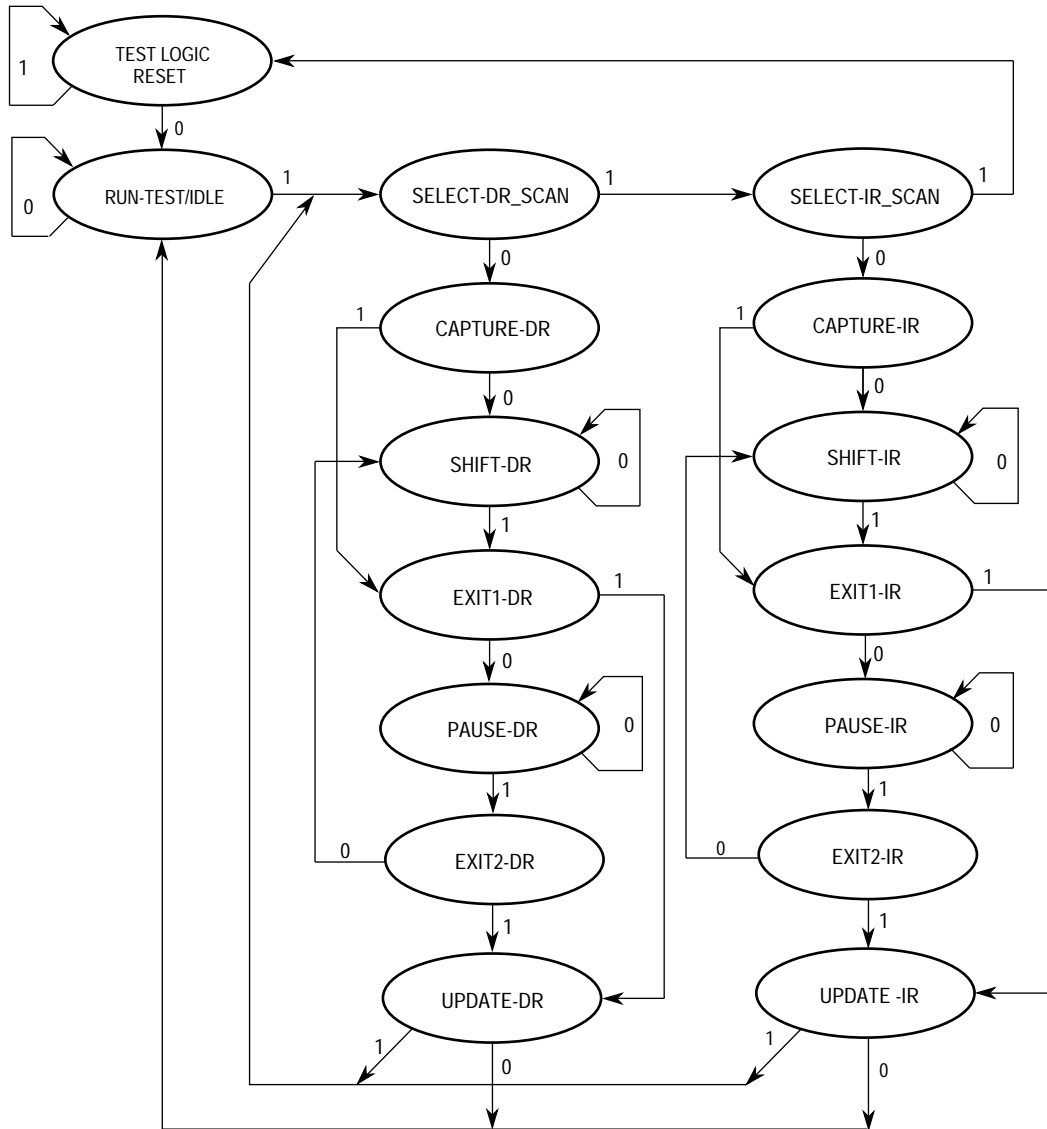 TEST LOGIC
RESET
1
0
RUN-TEST/IDLE
0
1
SELECT-DR_SCAN
1
SELECT-IR_SCAN
1
0
0
CAPTURE-DR
1
CAPTURE-IR
1
0
0
SHIFT-DR
0
SHIFT-IR
0
1
1
EXIT1-DR
1
EXIT1-IR
1
0
0
PAUSE-DR
0
PAUSE-IR
0
1
1
EXIT2-DR
0
EXIT2-IR
0
1
1
UPDATE-DR
UPDATE -IR
1
0
1
0